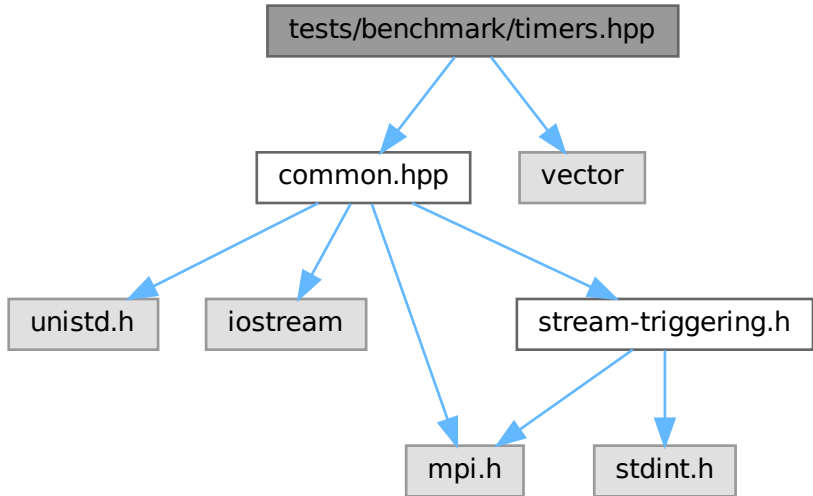 tests/benchmark/timers.hpp
common.hpp
vector
unistd.h
iostream
stream-triggering.h
mpi.h
stdint.h